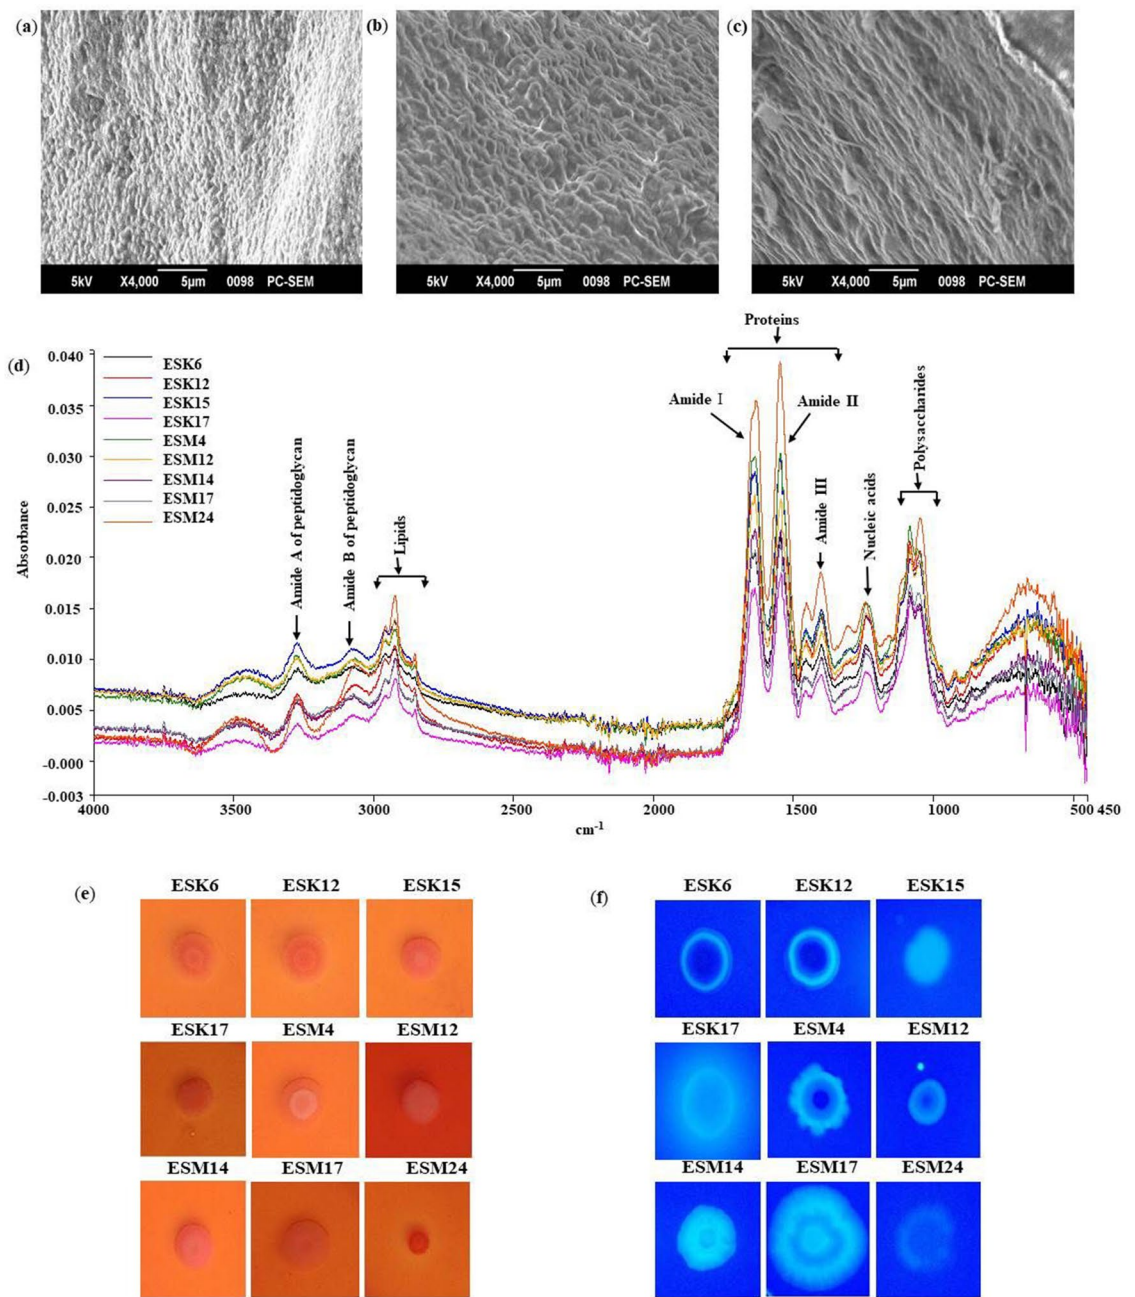 (a)
(b)
(c)
5kV X4,000 5µm 0098 PC-SEM
5kV X4,000 5µm 0098 PC-SEM
5kV X4,000 5µm 0098 PC-SEM
(d)
ESK6
ESK12
ESK15
ESK17
ESM4
ESM12
ESM14
ESM17
ESM24
Absorbance
0.040
0.035
0.030
0.025
0.020
0.015
0.010
0.005
-0.000
-0.003
4000 3500 3000 2500 2000 1500 1000 500 450
cm-1
Amide A of peptidoglycan
Amide B of peptidoglycan
Lipids
Proteins
Amide I
Amide II
Amide III
Nucleic acids
Polysaccharides
(e)
ESK6 ESK12 ESK15
ESK17 ESM4 ESM12
ESM14 ESM17 ESM24
(f)
ESK6 ESK12 ESK15
ESK17 ESM4 ESM12
ESM14 ESM17 ESM24